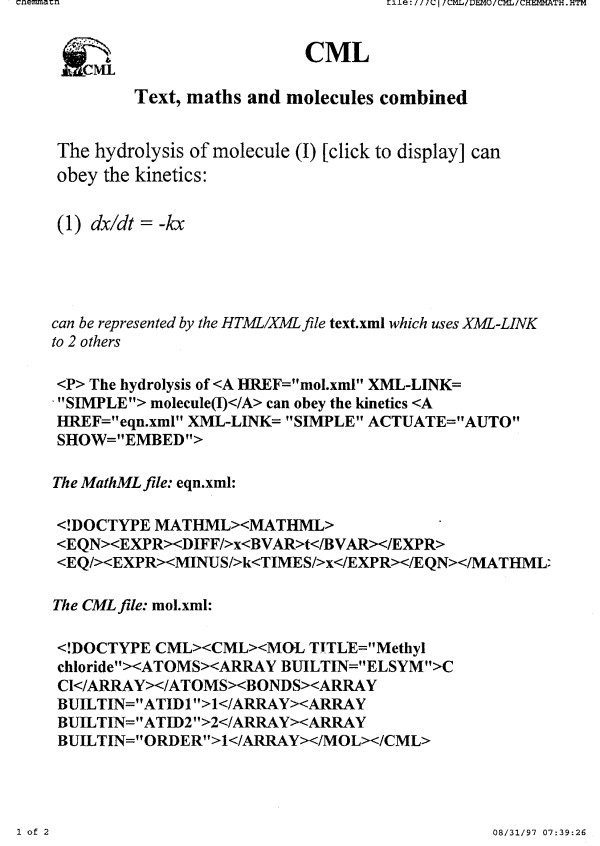 chemmath file:///C|/CML/DEMO/CML/CHEMMATH.HTM
CML
CML
Text, maths and molecules combined
The hydrolysis of molecule (I) [click to display] can
obey the kinetics:
(1) dx/dt = -kx
can be represented by the HTML/XML file text.xml which uses XML-LINK
to 2 others
<P> The hydrolysis of <A HREF="mol.xml" XML-LINK=
"SIMPLE"> molecule(I)</A> can obey the kinetics <A
HREF="eqn.xml" XML-LINK= "SIMPLE" ACTUATE="AUTO"
SHOW="EMBED">
The MathML file: eqn.xml:
<!DOCTYPE MATHML><MATHML>
<EQN><EXPR><DIFF/>x<BVAR>t</BVAR></EXPR>
<EQ/><EXPR><MINUS/>k<TIMES/>x</EXPR></EQN></MATHML
The CML file: mol.xml:
<!DOCTYPE CML><CML><MOL TITLE="Methyl
chloride"><ATOMS><ARRAY BUILTIN="ELSYM">C
Cl</ARRAY></ATOMS><BONDS><ARRAY
BUILTIN="ATID1">1</ARRAY><ARRAY
BUILTIN="ATID2">2</ARRAY><ARRAY
BUILTIN="ORDER">1</ARRAY></MOL></CML>
1 of 2 08/31/97 07:39:26